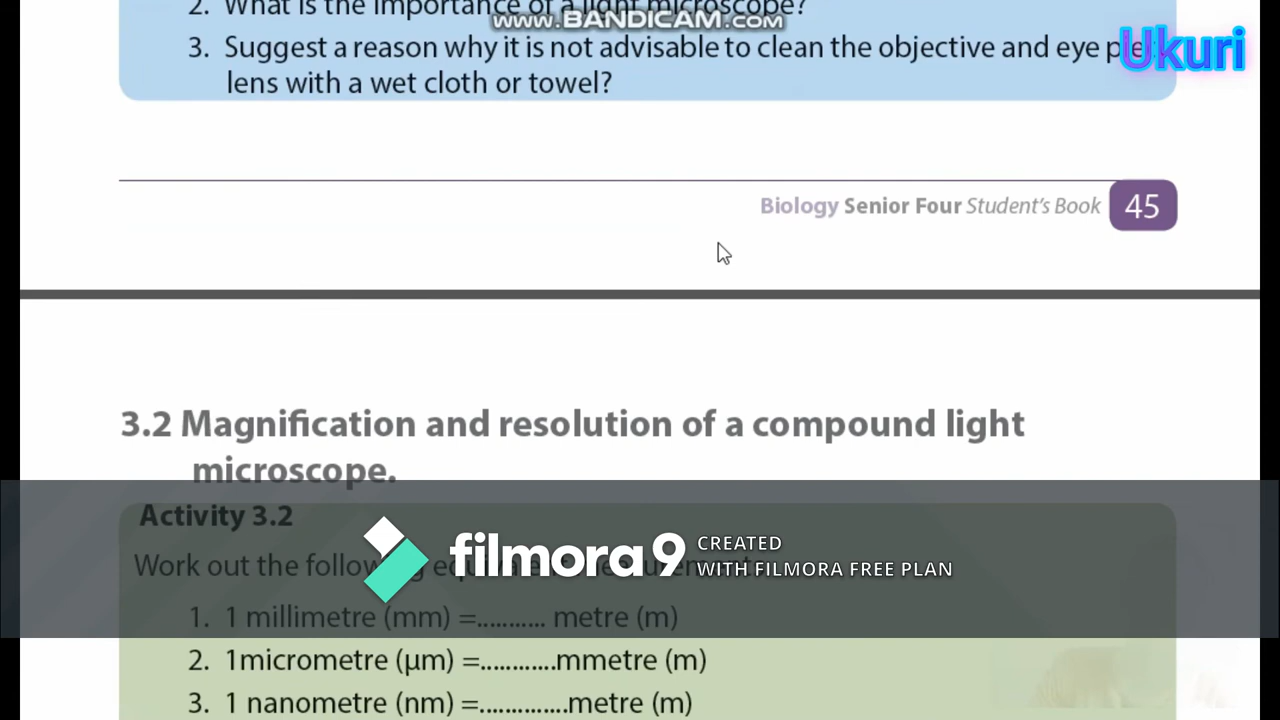 2. What is the importance of a light microscope?
www.BANDICAM.com
3. Suggest a reason why it is not advisable to clean the objective and eye
lens with a wet cloth or towel?
Ukuri
Biology Senior Four Student's Book 45
3.2 Magnification and resolution of a compound light
microscope.
Activity 3.2
Work out the following
filmora9 CREATED
WITH FILMORA FREE PLAN
1. 1 millimetre (mm) =........... metre (m)
2. 1micrometre (µm) =............mmetre (m)
3. 1 nanometre (nm) =..............metre (m)